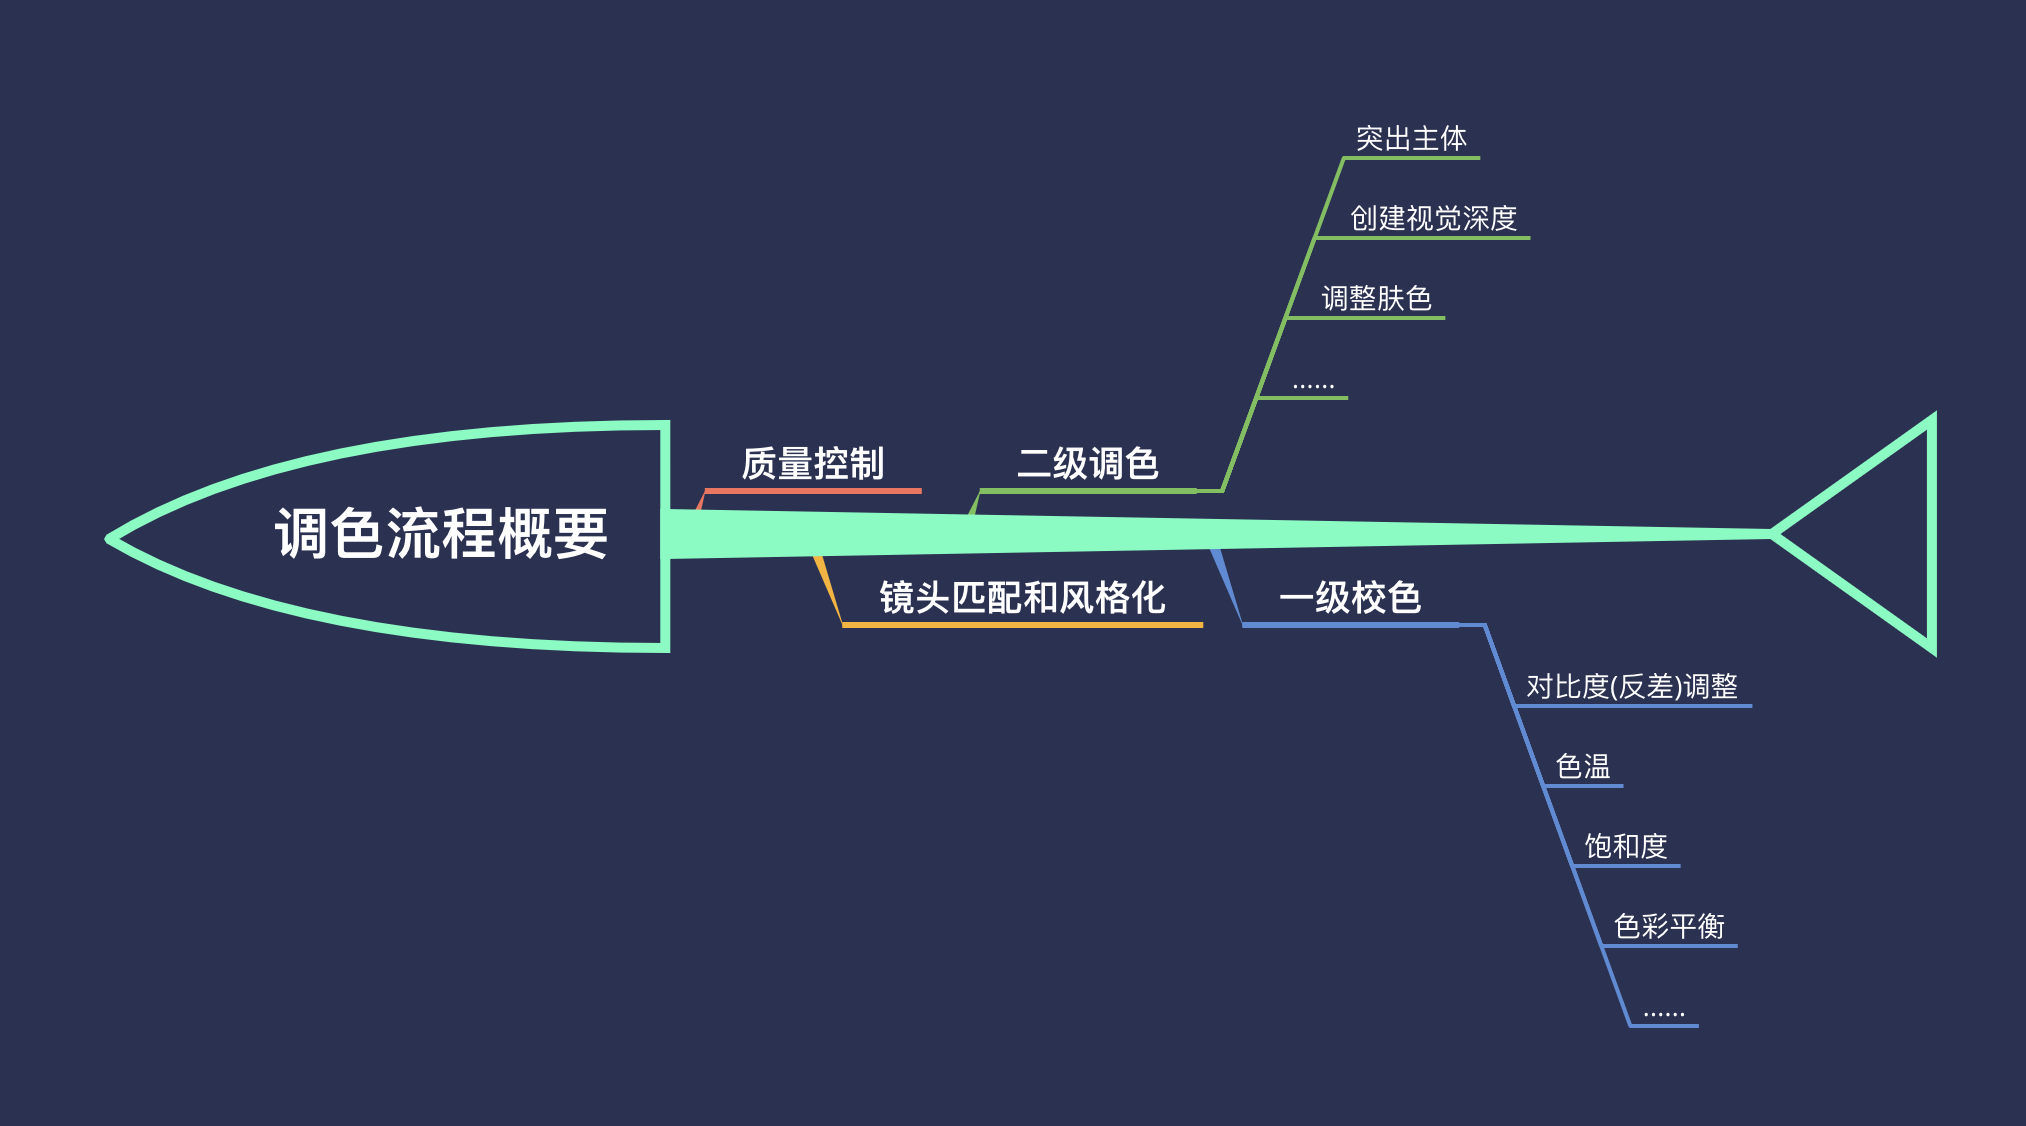 调色流程概要
质量控制
二级调色
突出主体
创建视觉深度
调整肤色
……
镜头匹配和风格化
一级校色
对比度(反差)调整
色温
饱和度
色彩平衡
……